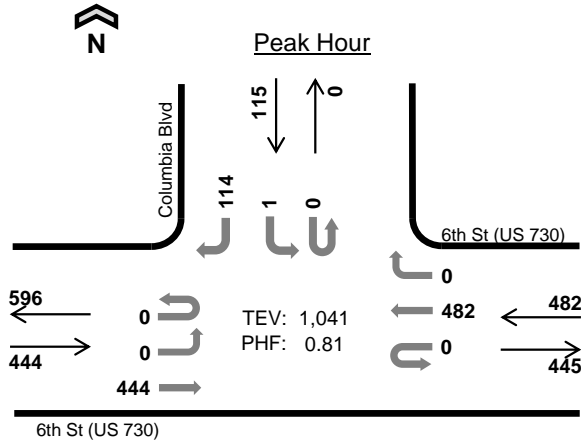 N
Peak Hour
Columbia Blvd
115
0
114
1
0
6th St (US 730)
596
444
0
0
444
TEV: 1,041
PHF: 0.81
0
482
0
482
445
6th St (US 730)